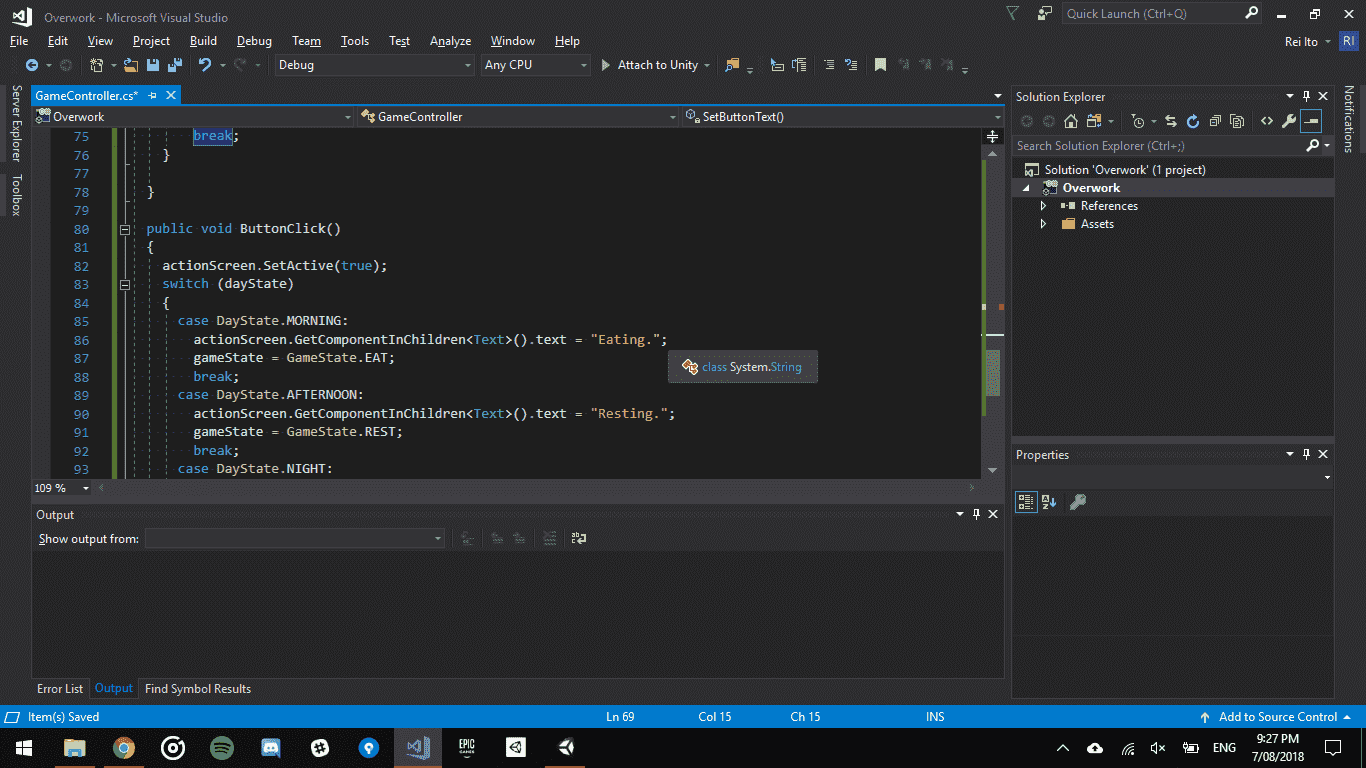 Overwork - Microsoft Visual Studio
Quick Launch (Ctrl+Q)
File Edit View Project Build Debug Team Tools Test Analyze Window Help
Rei Ito RI
Debug Any CPU Attach to Unity
Server Explorer
Toolbox
GameController.cs*
Overwork GameController SetButtonText()
75 break;
76 }
77
78 }
79
80 public void ButtonClick()
81 {
82 actionScreen.SetActive(true);
83 switch (dayState)
84 {
85 case DayState.MORNING:
86 actionScreen.GetComponentInChildren<Text>().text = "Eating.";
87 gameState = GameState.EAT;
class System.String
88 break;
89 case DayState.AFTERNOON:
90 actionScreen.GetComponentInChildren<Text>().text = "Resting.";
91 gameState = GameState.REST;
92 break;
93 case DayState.NIGHT:
109 %
Output
Show output from:
Error List Output Find Symbol Results
Solution Explorer
Search Solution Explorer (Ctrl+;)
Solution 'Overwork' (1 project)
Overwork
References
Assets
Properties
Notifications
Item(s) Saved Ln 69 Col 15 Ch 15 INS Add to Source Control
EPIC
GAMES
ENG
9:27 PM
7/08/2018